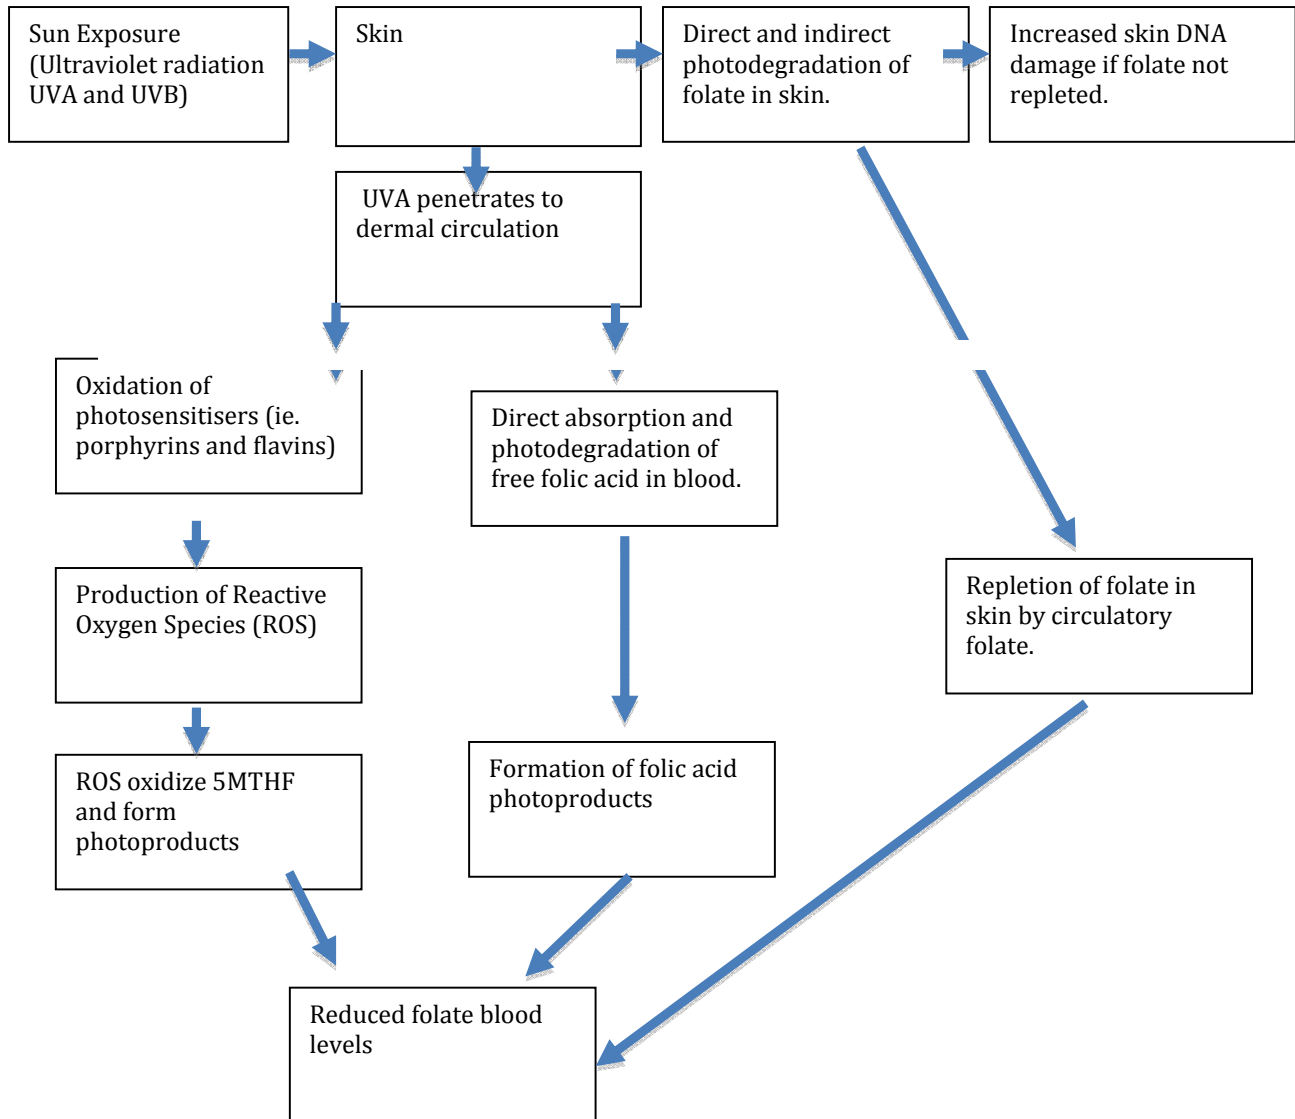 Sun Exposure
(Ultraviolet radiation
UVA and UVB)
Skin
Direct and indirect
photodegradation of
folate in skin.
Increased skin DNA
damage if folate not
repleted.
UVA penetrates to
dermal circulation
Oxidation of
photosensitisers (ie.
porphyrins and flavins)
Direct absorption and
photodegradation of
free folic acid in blood.
Production of Reactive
Oxygen Species (ROS)
Repletion of folate in
skin by circulatory
folate.
ROS oxidize 5MTHF
and form
photoproducts
Formation of folic acid
photoproducts
Reduced folate blood
levels